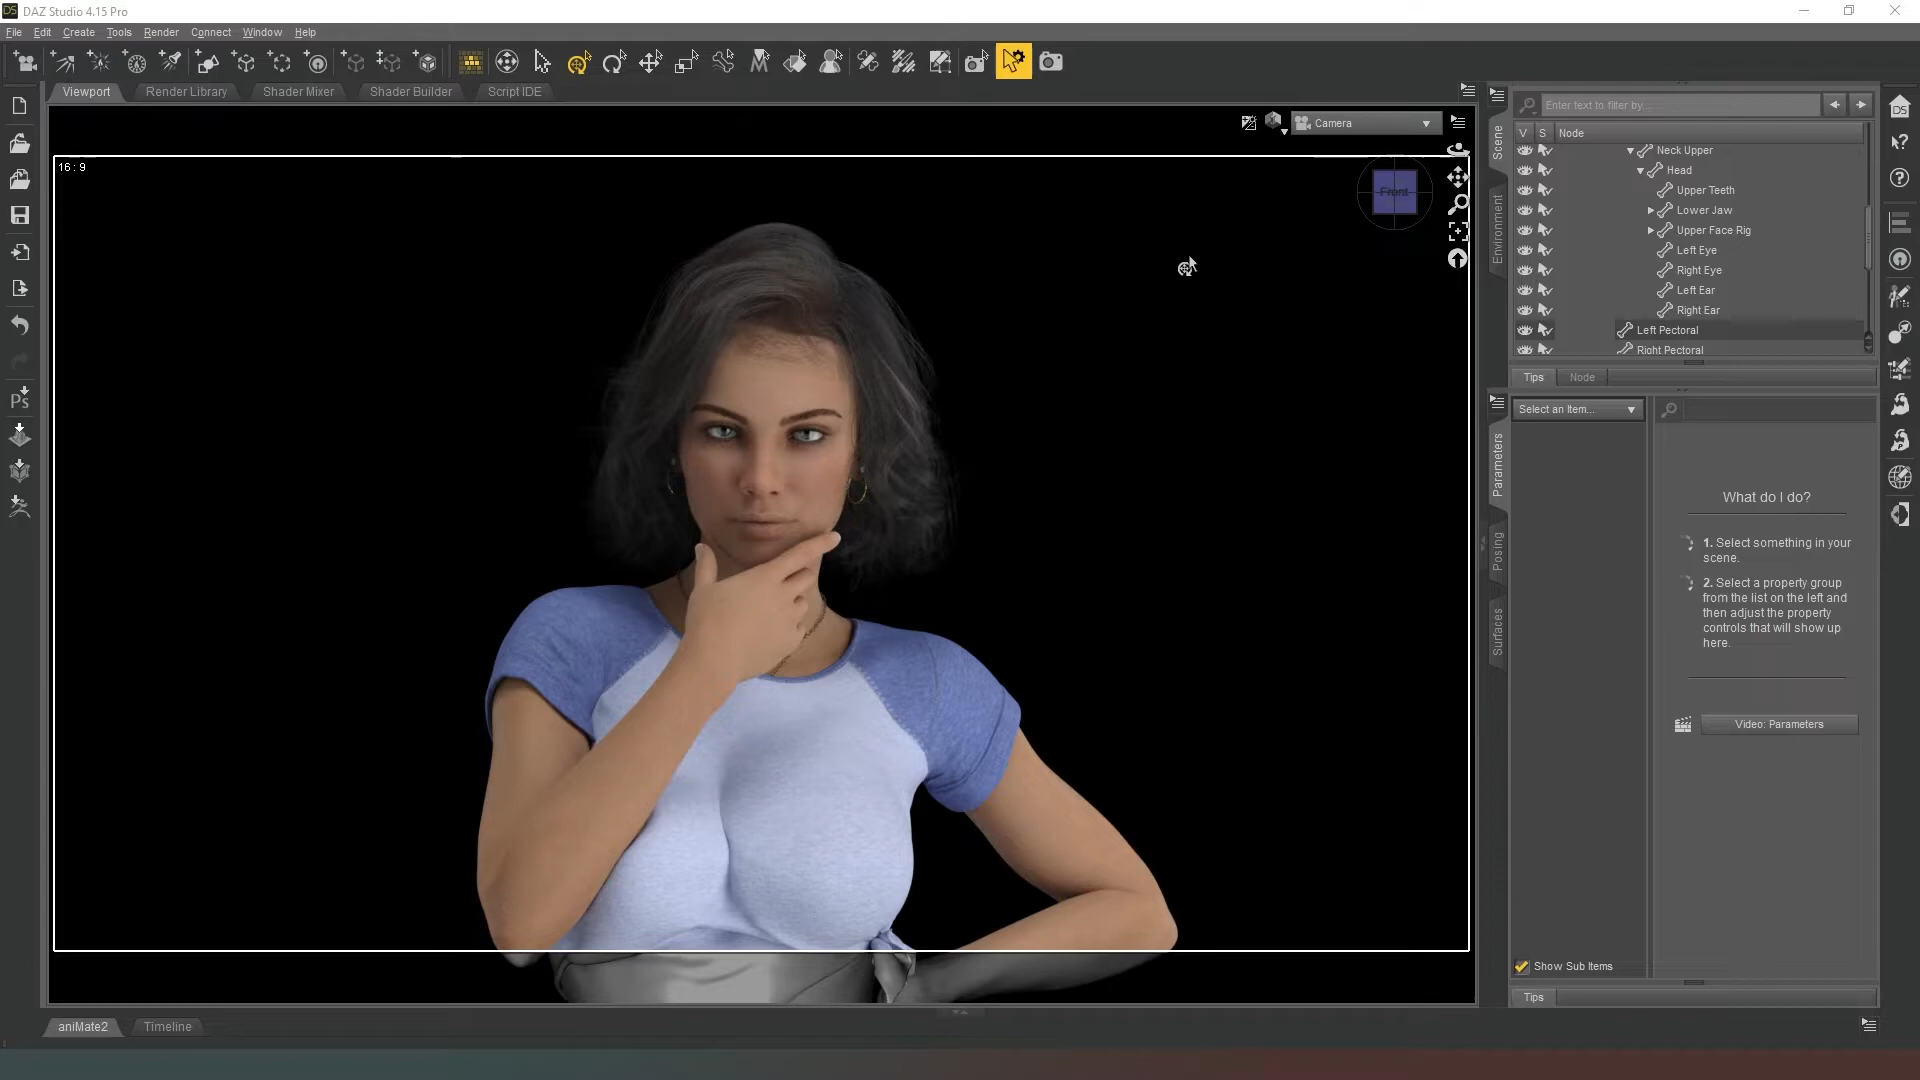 DS DAZ Studio 4.15 Pro
File Edit Create Tools Render Connect Window Help
Viewport Render Library Shader Mixer Shader Builder Script IDE
Camera
16 : 9
Front
Scene
Environment
Enter text to filter by...
V S Node
Neck Upper
Head
Upper Teeth
Lower Jaw
Upper Face Rig
Left Eye
Right Eye
Left Ear
Right Ear
Left Pectoral
Right Pectoral
Tips Node
Parameters
Posing
Surfaces
Select an Item...
What do I do?
1. Select something in your
scene.
2. Select a property group
from the list on the left and
then adjust the property
controls that will show up
here.
Video: Parameters
Show Sub Items
Tips
Ps
DS
aniMate2 Timeline